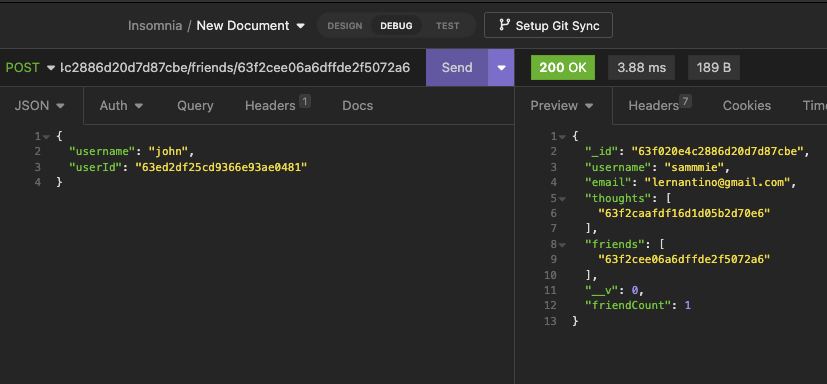 Insomnia / New Document
DESIGN DEBUG TEST
Setup Git Sync
POST
c2886d20d7d87cbe/friends/63f2cee06a6dffde2f5072a6
Send
200 OK
3.88 ms
189 B
JSON
Auth
Query
Headers 1
Docs
1 {
2 "username": "john",
3 "userId": "63ed2df25cd9366e93ae0481"
4 }
Preview
Headers 7
Cookies
Tim
1 {
2 "_id": "63f020e4c2886d20d7d87cbe",
3 "username": "sammmie",
4 "email": "lernantino@gmail.com",
5 "thoughts": [
6 "63f2caafdf16d1d05b2d70e6"
7 ],
8 "friends": [
9 "63f2cee06a6dffde2f5072a6"
10 ],
11 "__v": 0,
12 "friendCount": 1
13 }